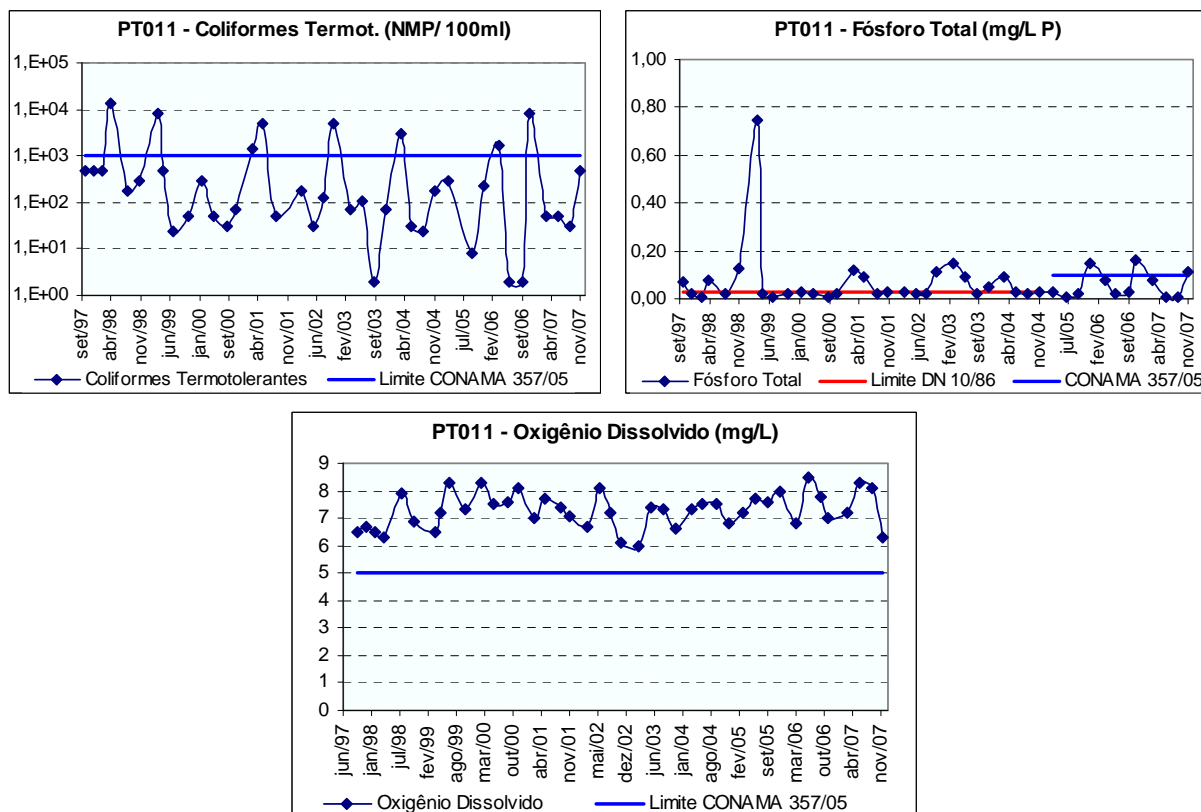 PT011 - Coliformes Termot. (NMP/ 100ml)
1,E+05
1,E+04
1,E+03
1,E+02
1,E+01
1,E+00
set/97
abr/98
nov/98
jun/99
jan/00
set/00
abr/01
nov/01
jun/02
fev/03
set/03
abr/04
nov/04
jul/05
fev/06
set/06
abr/07
nov/07
Coliformes Termotolerantes Limite CONAMA 357/05
PT011 - Fósforo Total (mg/L P)
1,00
0,80
0,60
0,40
0,20
0,00
set/97
abr/98
nov/98
jun/99
jan/00
set/00
abr/01
nov/01
jun/02
fev/03
set/03
abr/04
nov/04
jul/05
fev/06
set/06
abr/07
nov/07
Fósforo Total Limite DN 10/86 CONAMA 357/05
PT011 - Oxigênio Dissolvido (mg/L)
9
8
7
6
5
4
3
2
1
0
jun/97
jan/98
jul/98
fev/99
ago/99
mar/00
out/00
abr/01
nov/01
mai/02
dez/02
jun/03
jan/04
ago/04
fev/05
set/05
mar/06
out/06
abr/07
nov/07
Oxigênio Dissolvido Limite CONAMA 357/05